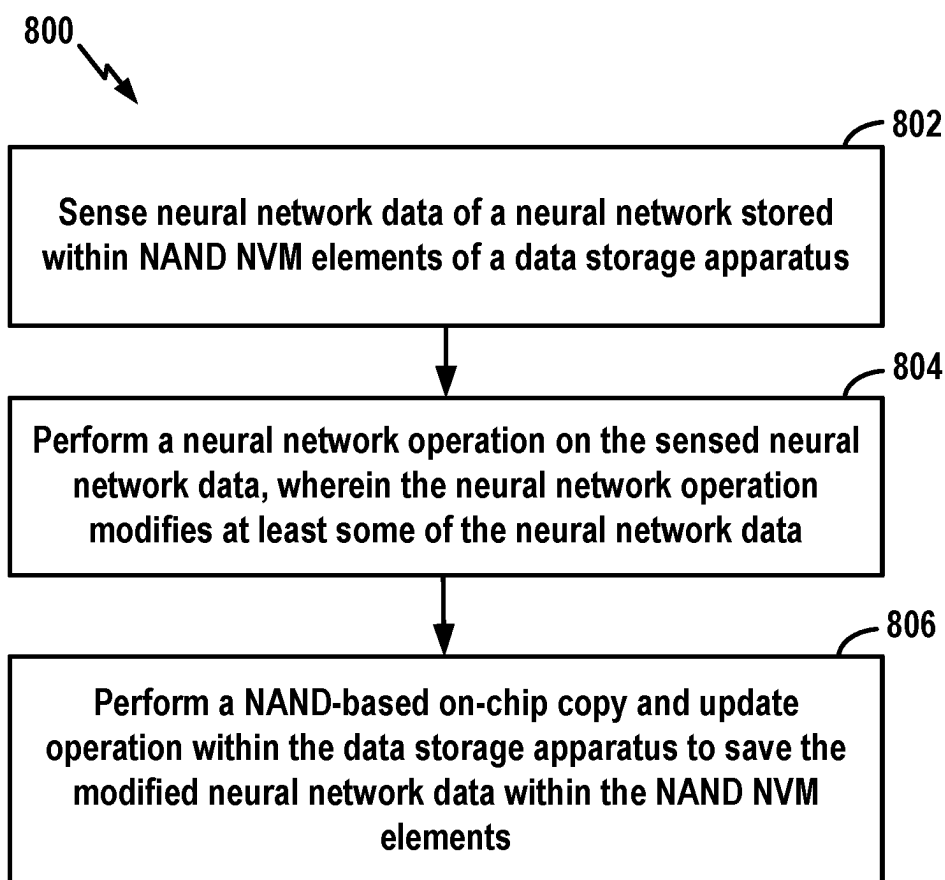 800
802
Sense neural network data of a neural network stored
within NAND NVM elements of a data storage apparatus
804
Perform a neural network operation on the sensed neural
network data, wherein the neural network operation
modifies at least some of the neural network data
806
Perform a NAND-based on-chip copy and update
operation within the data storage apparatus to save the
modified neural network data within the NAND NVM
elements